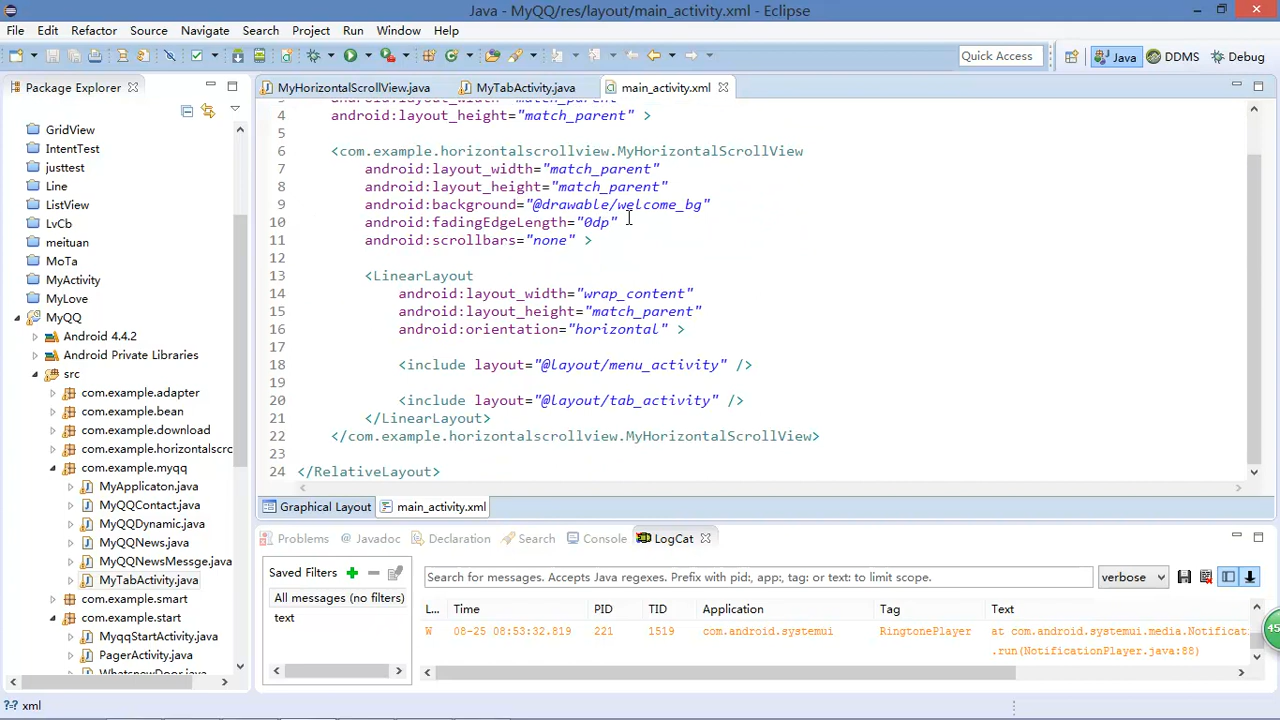 Java - MyQQ/res/layout/main_activity.xml - Eclipse
File Edit Refactor Source Navigate Search Project Run Window Help
Quick Access Java DDMS Debug
Package Explorer
GridView
IntentTest
justtest
Line
ListView
LvCb
meituan
MoTa
MyActivity
MyLove
MyQQ
Android 4.4.2
Android Private Libraries
src
com.example.adapter
com.example.bean
com.example.download
com.example.horizontalscrc
com.example.myqq
MyApplicaton.java
MyQQContact.java
MyQQDynamic.java
MyQQNews.java
MyQQNewsMessge.java
MyTabActivity.java
com.example.smart
com.example.start
MyqqStartActivity.java
PagerActivity.java
WhatsnewDoor.java
MyHorizontalScrollView.java MyTabActivity.java main_activity.xml
3 android:layout_width="match_parent"
4 android:layout_height="match_parent" >
5
6 <com.example.horizontalscrollview.MyHorizontalScrollView
7 android:layout_width="match_parent"
8 android:layout_height="match_parent"
9 android:background="@drawable/welcome_bg"
10 android:fadingEdgeLength="0dp"
11 android:scrollbars="none" >
12
13 <LinearLayout
14 android:layout_width="wrap_content"
15 android:layout_height="match_parent"
16 android:orientation="horizontal" >
17
18 <include layout="@layout/menu_activity" />
19
20 <include layout="@layout/tab_activity" />
21 </LinearLayout>
22 </com.example.horizontalscrollview.MyHorizontalScrollView>
23
24 </RelativeLayout>
Graphical Layout main_activity.xml
Problems Javadoc Declaration Search Console LogCat
Saved Filters
All messages (no filters)
text
Search for messages. Accepts Java regexes. Prefix with pid:, app:, tag: or text: to limit scope. verbose
L... Time PID TID Application Tag Text
W 08-25 08:53:32.819 221 1519 com.android.systemui RingtonePlayer at com.android.systemui.media.Notificati
.run(NotificationPlayer.java:88)
45
xml